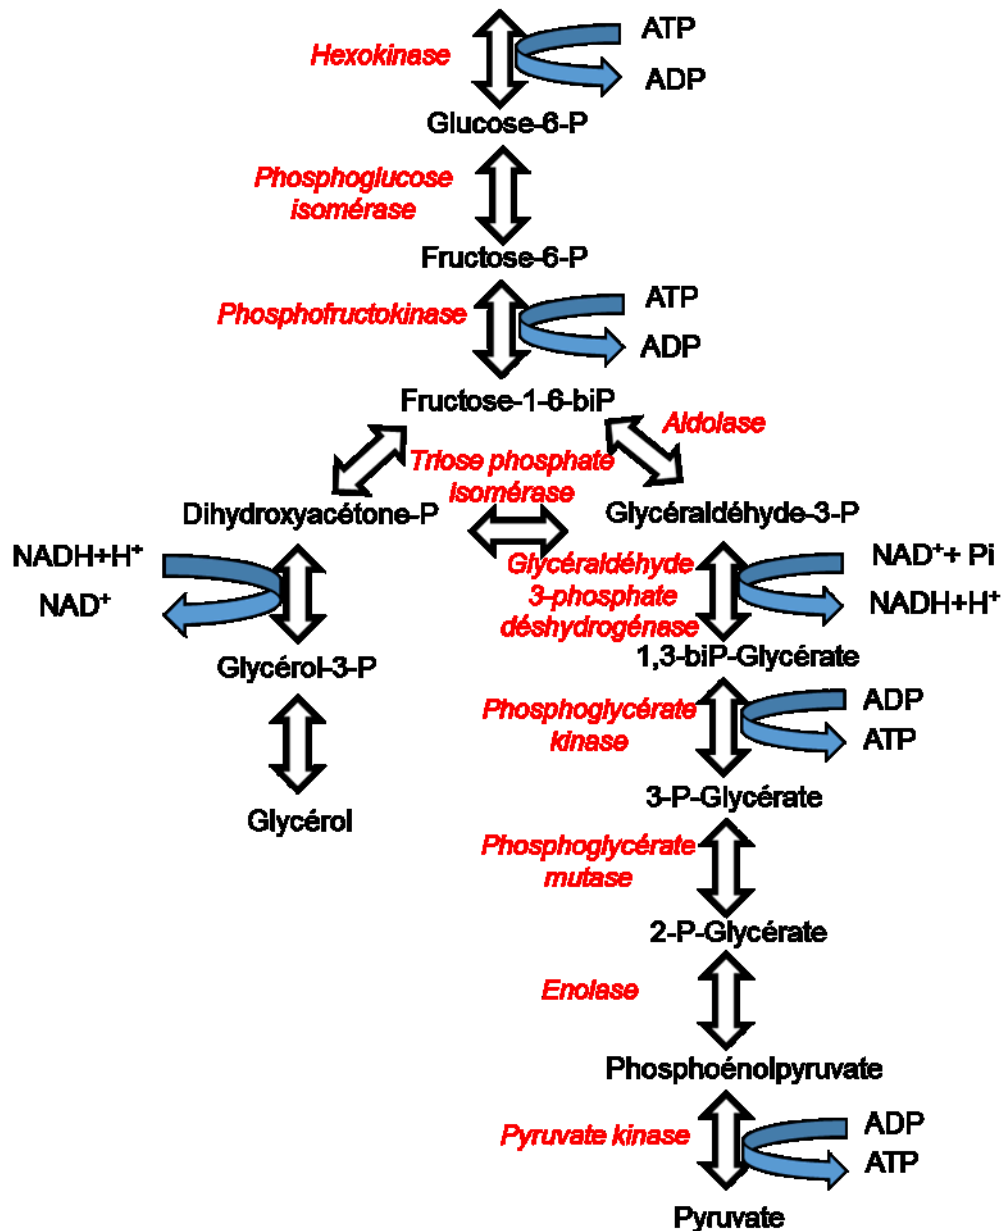 ATP
Hexokinase
ADP
Glucose-6-P
Phosphoglucose
isomérase
Fructose-6-P
ATP
Phosphofructokinase
ADP
Fructose-1-6-biP
Aldolase
Triose phosphate
isomérase
Dihydroxyacétone-P
Glycéraldéhyde-3-P
NADH+H⁺
NAD⁺
Glycéraldéhyde
3-phosphate
déshydrogénase
NAD⁺+ Pi
NADH+H⁺
Glycérol-3-P
1,3-biP-Glycérate
Phosphoglycérate
kinase
ADP
ATP
3-P-Glycérate
Glycérol
Phosphoglycérate
mutase
2-P-Glycérate
Enolase
Phosphoénolpyruvate
Pyruvate kinase
ADP
ATP
Pyruvate